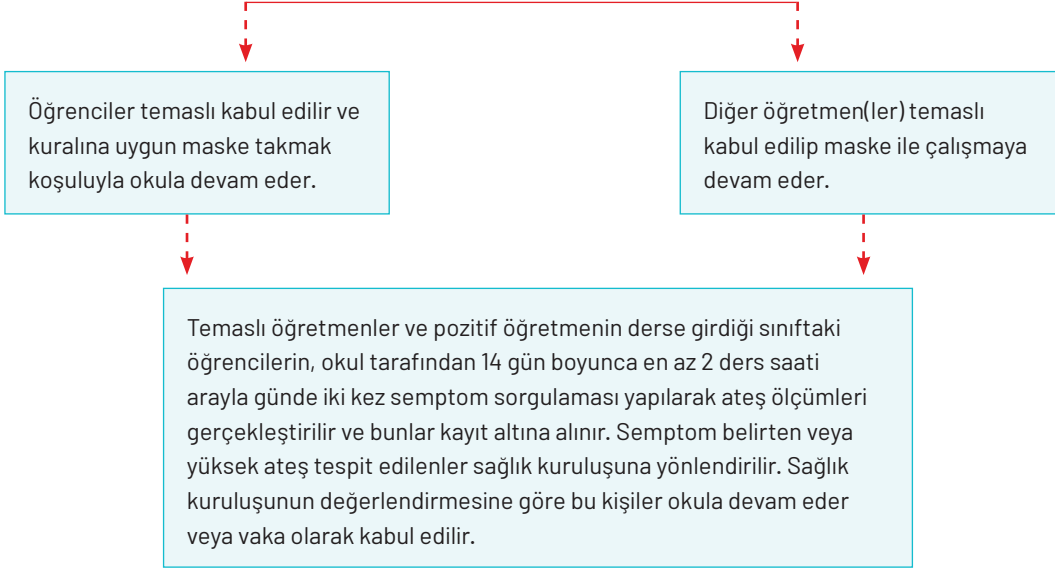 Öğrenciler temaslı kabul edilir ve
kuralına uygun maske takmak
koşuluyla okula devam eder.
Diğer öğretmen(ler) temaslı
kabul edilip maske ile çalışmaya
devam eder.
Temaslı öğretmenler ve pozitif öğretmenin derse girdiği sınıftaki
öğrencilerin, okul tarafından 14 gün boyunca en az 2 ders saati
arayla günde iki kez semptom sorgulaması yapılarak ateş ölçümleri
gerçekleştirilir ve bunlar kayıt altına alınır. Semptom belirten veya
yüksek ateş tespit edilenler sağlık kuruluşuna yönlendirilir. Sağlık
kuruluşunun değerlendirmesine göre bu kişiler okula devam eder
veya vaka olarak kabul edilir.